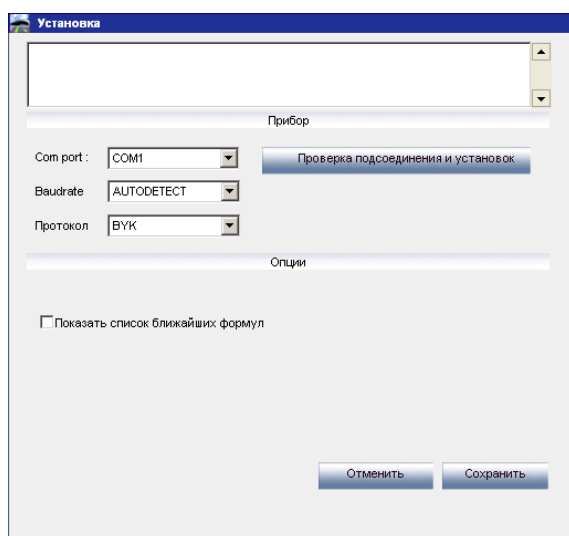 Установка
Прибор
Com port :
COM1
Проверка подсоединения и установок
Baudrate
AUTODETECT
Протокол
BYK
Опции
Показать список ближайших формул
Отменить
Сохранить